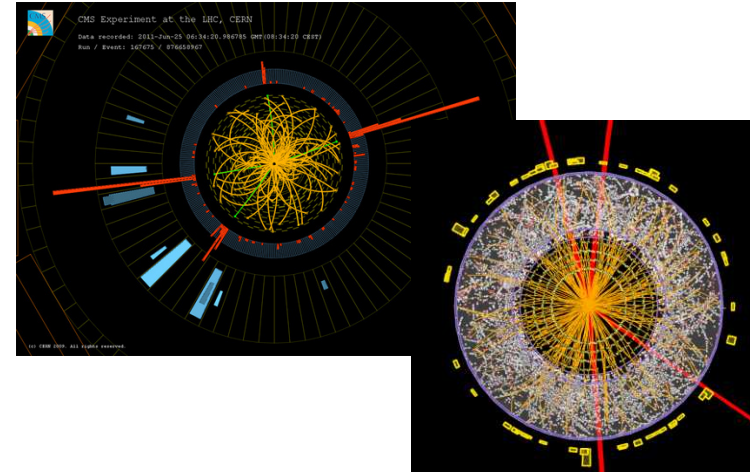 CMS Experiment at the LHC, CERN
Data recorded: 2011-Jun-25 06:34:20.986785 GMT(08:34:20 CEST)
Run / Event: 167675 / 876658967
(c) CERN 2009. All rights reserved.